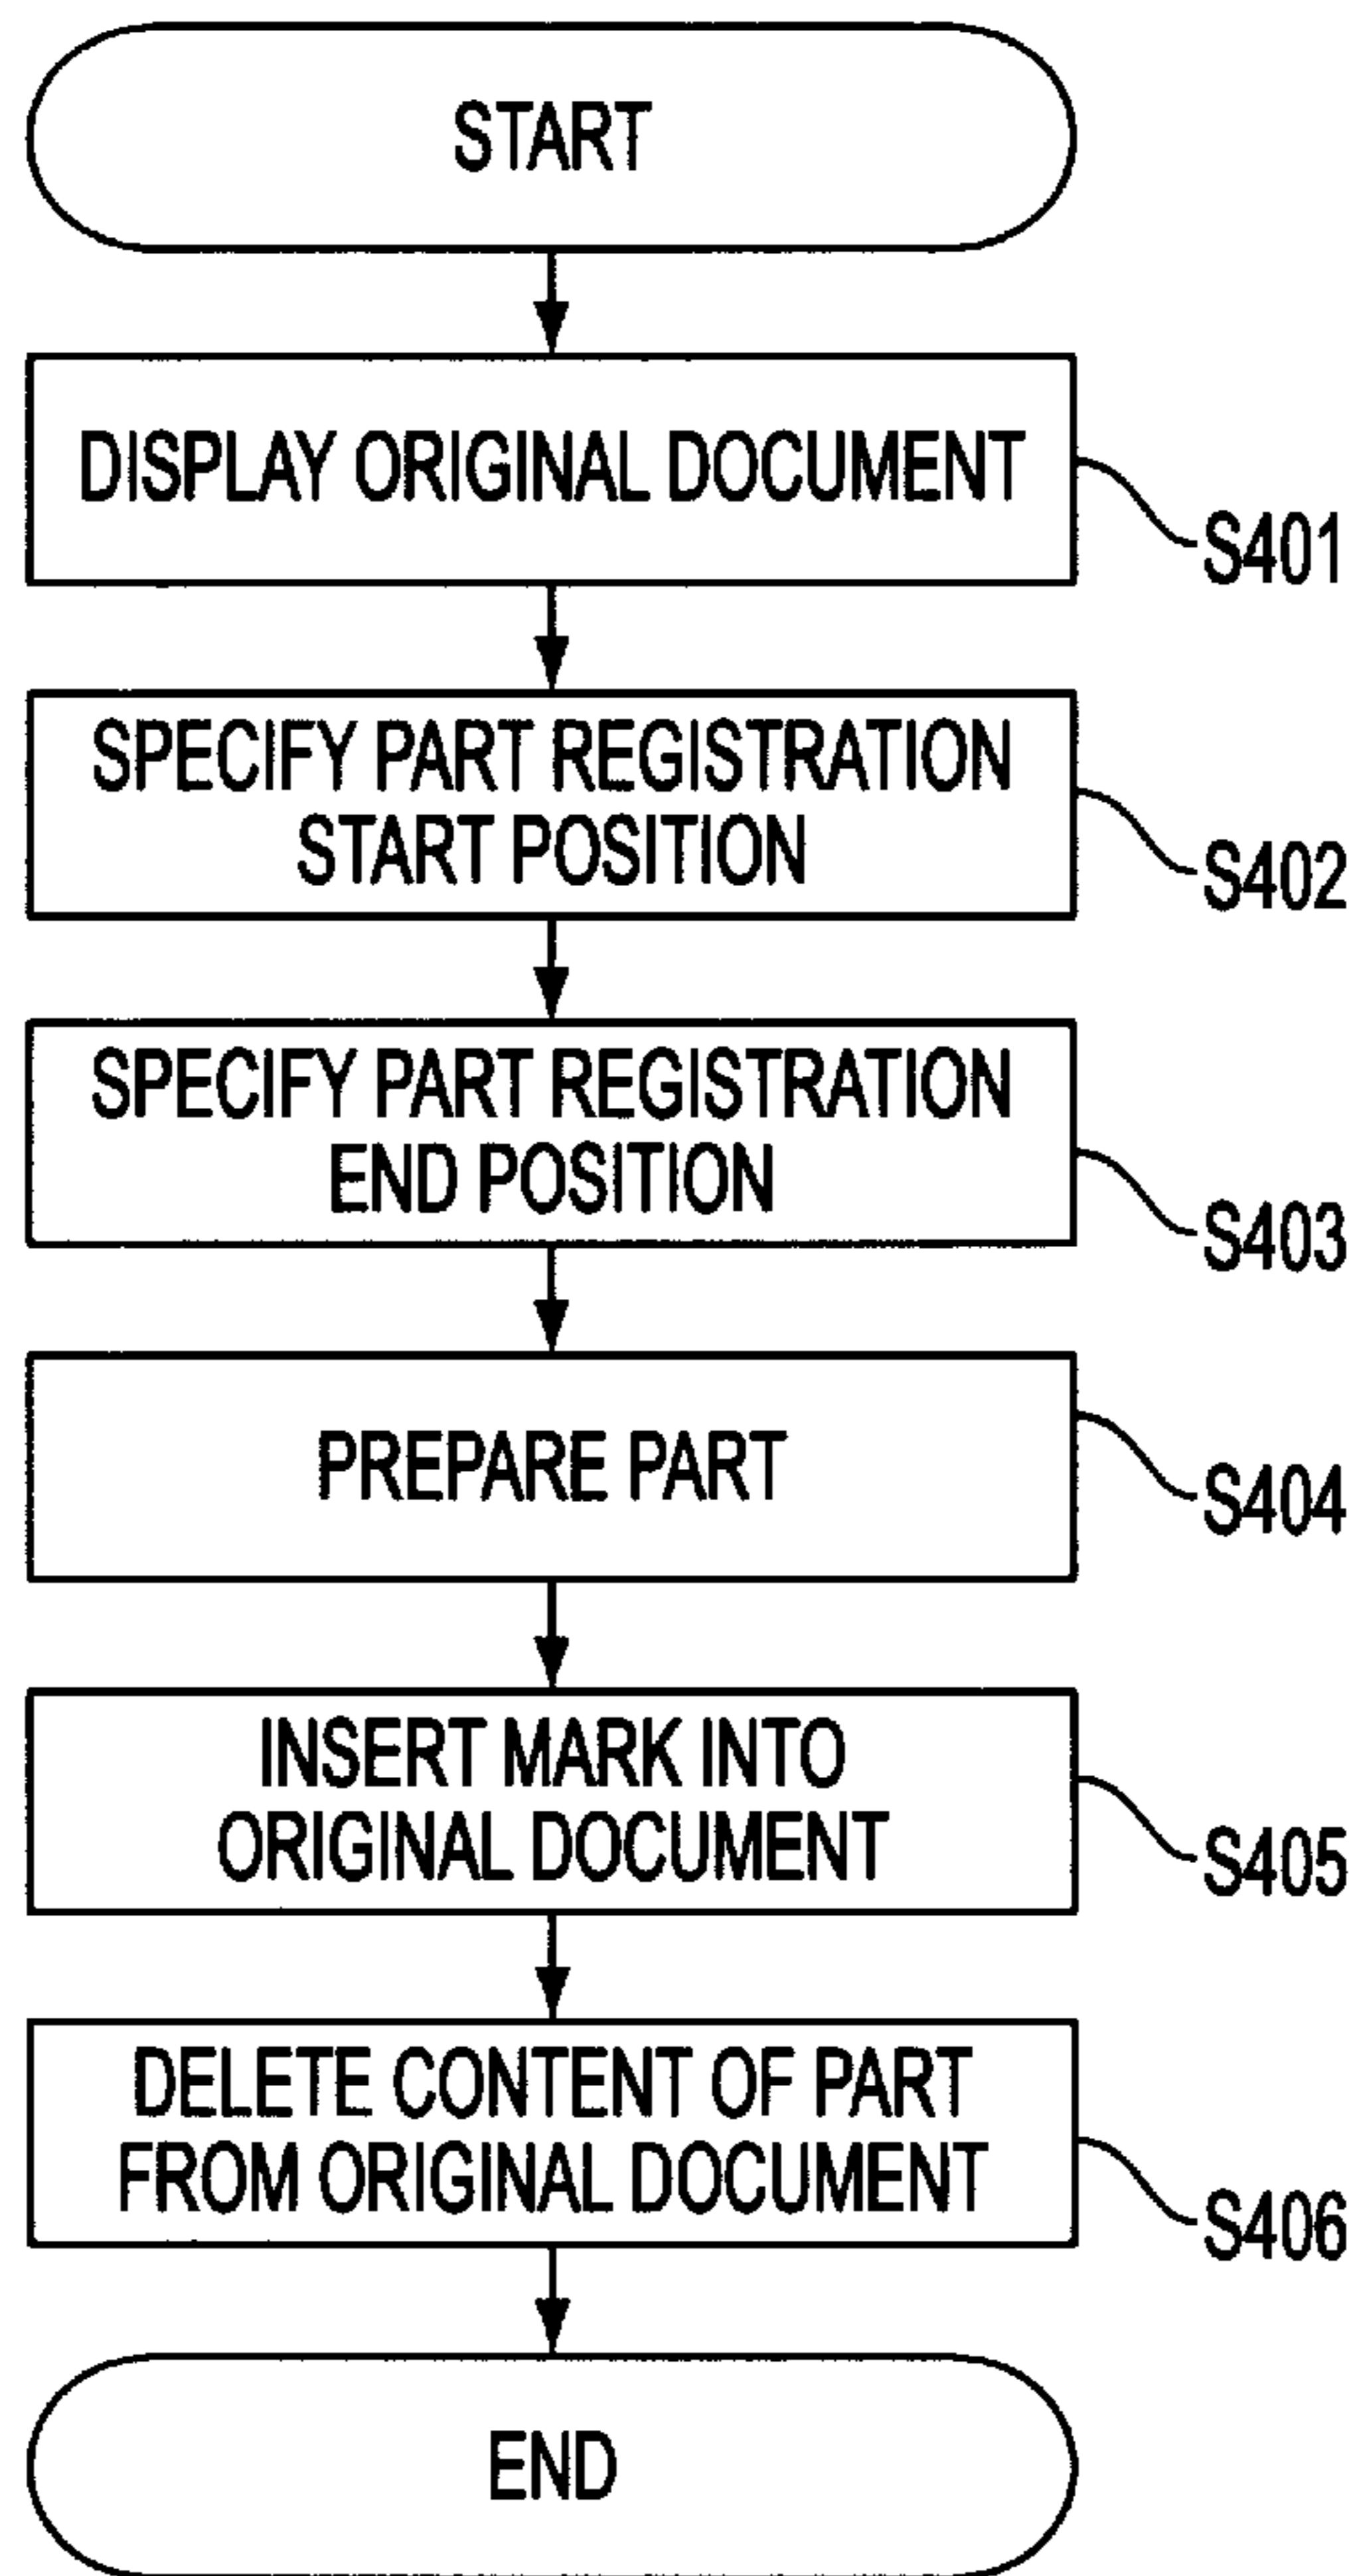 START
DISPLAY ORIGINAL DOCUMENT
S401
SPECIFY PART REGISTRATION
START POSITION
S402
SPECIFY PART REGISTRATION
END POSITION
S403
PREPARE PART
S404
INSERT MARK INTO
ORIGINAL DOCUMENT
S405
DELETE CONTENT OF PART
FROM ORIGINAL DOCUMENT
S406
END